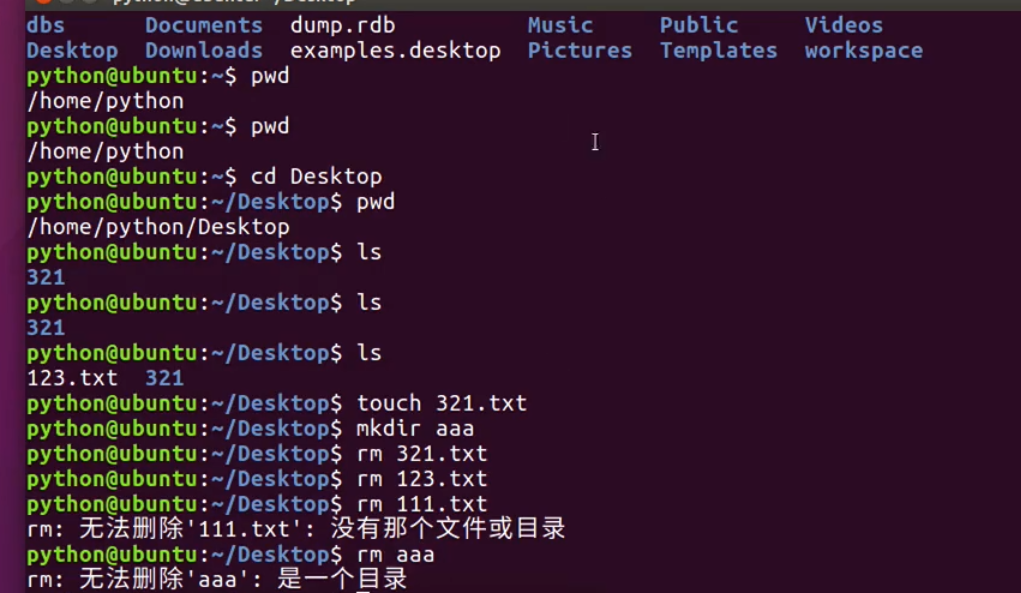 dbs Documents dump.rdb Music Public Videos
Desktop Downloads examples.desktop Pictures Templates workspace
python@ubuntu:~$ pwd
/home/python
python@ubuntu:~$ pwd
/home/python
python@ubuntu:~$ cd Desktop
python@ubuntu:~/Desktop$ pwd
/home/python/Desktop
python@ubuntu:~/Desktop$ ls
321
python@ubuntu:~/Desktop$ ls
321
python@ubuntu:~/Desktop$ ls
123.txt 321
python@ubuntu:~/Desktop$ touch 321.txt
python@ubuntu:~/Desktop$ mkdir aaa
python@ubuntu:~/Desktop$ rm 321.txt
python@ubuntu:~/Desktop$ rm 123.txt
python@ubuntu:~/Desktop$ rm 111.txt
rm: 无法删除'111.txt': 没有那个文件或目录
python@ubuntu:~/Desktop$ rm aaa
rm: 无法删除'aaa': 是一个目录